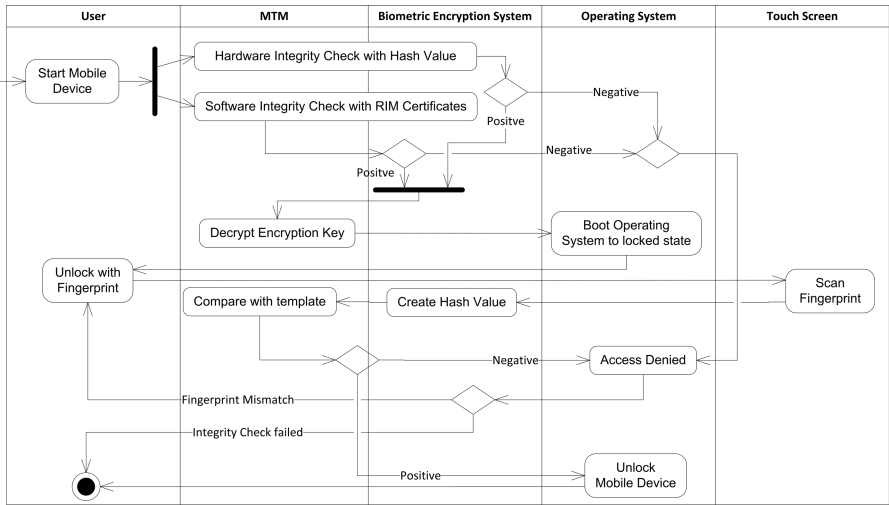 User
MTM
Biometric Encryption System
Operating System
Touch Screen
Start Mobile
Device
Hardware Integrity Check with Hash Value
Software Integrity Check with RIM Certificates
Negative
Positve
Negative
Positve
Decrypt Encryption Key
Boot Operating
System to locked state
Unlock with
Fingerprint
Scan
Fingerprint
Compare with template
Create Hash Value
Negative
Access Denied
Fingerprint Mismatch
Integrity Check failed
Positive
Unlock
Mobile Device